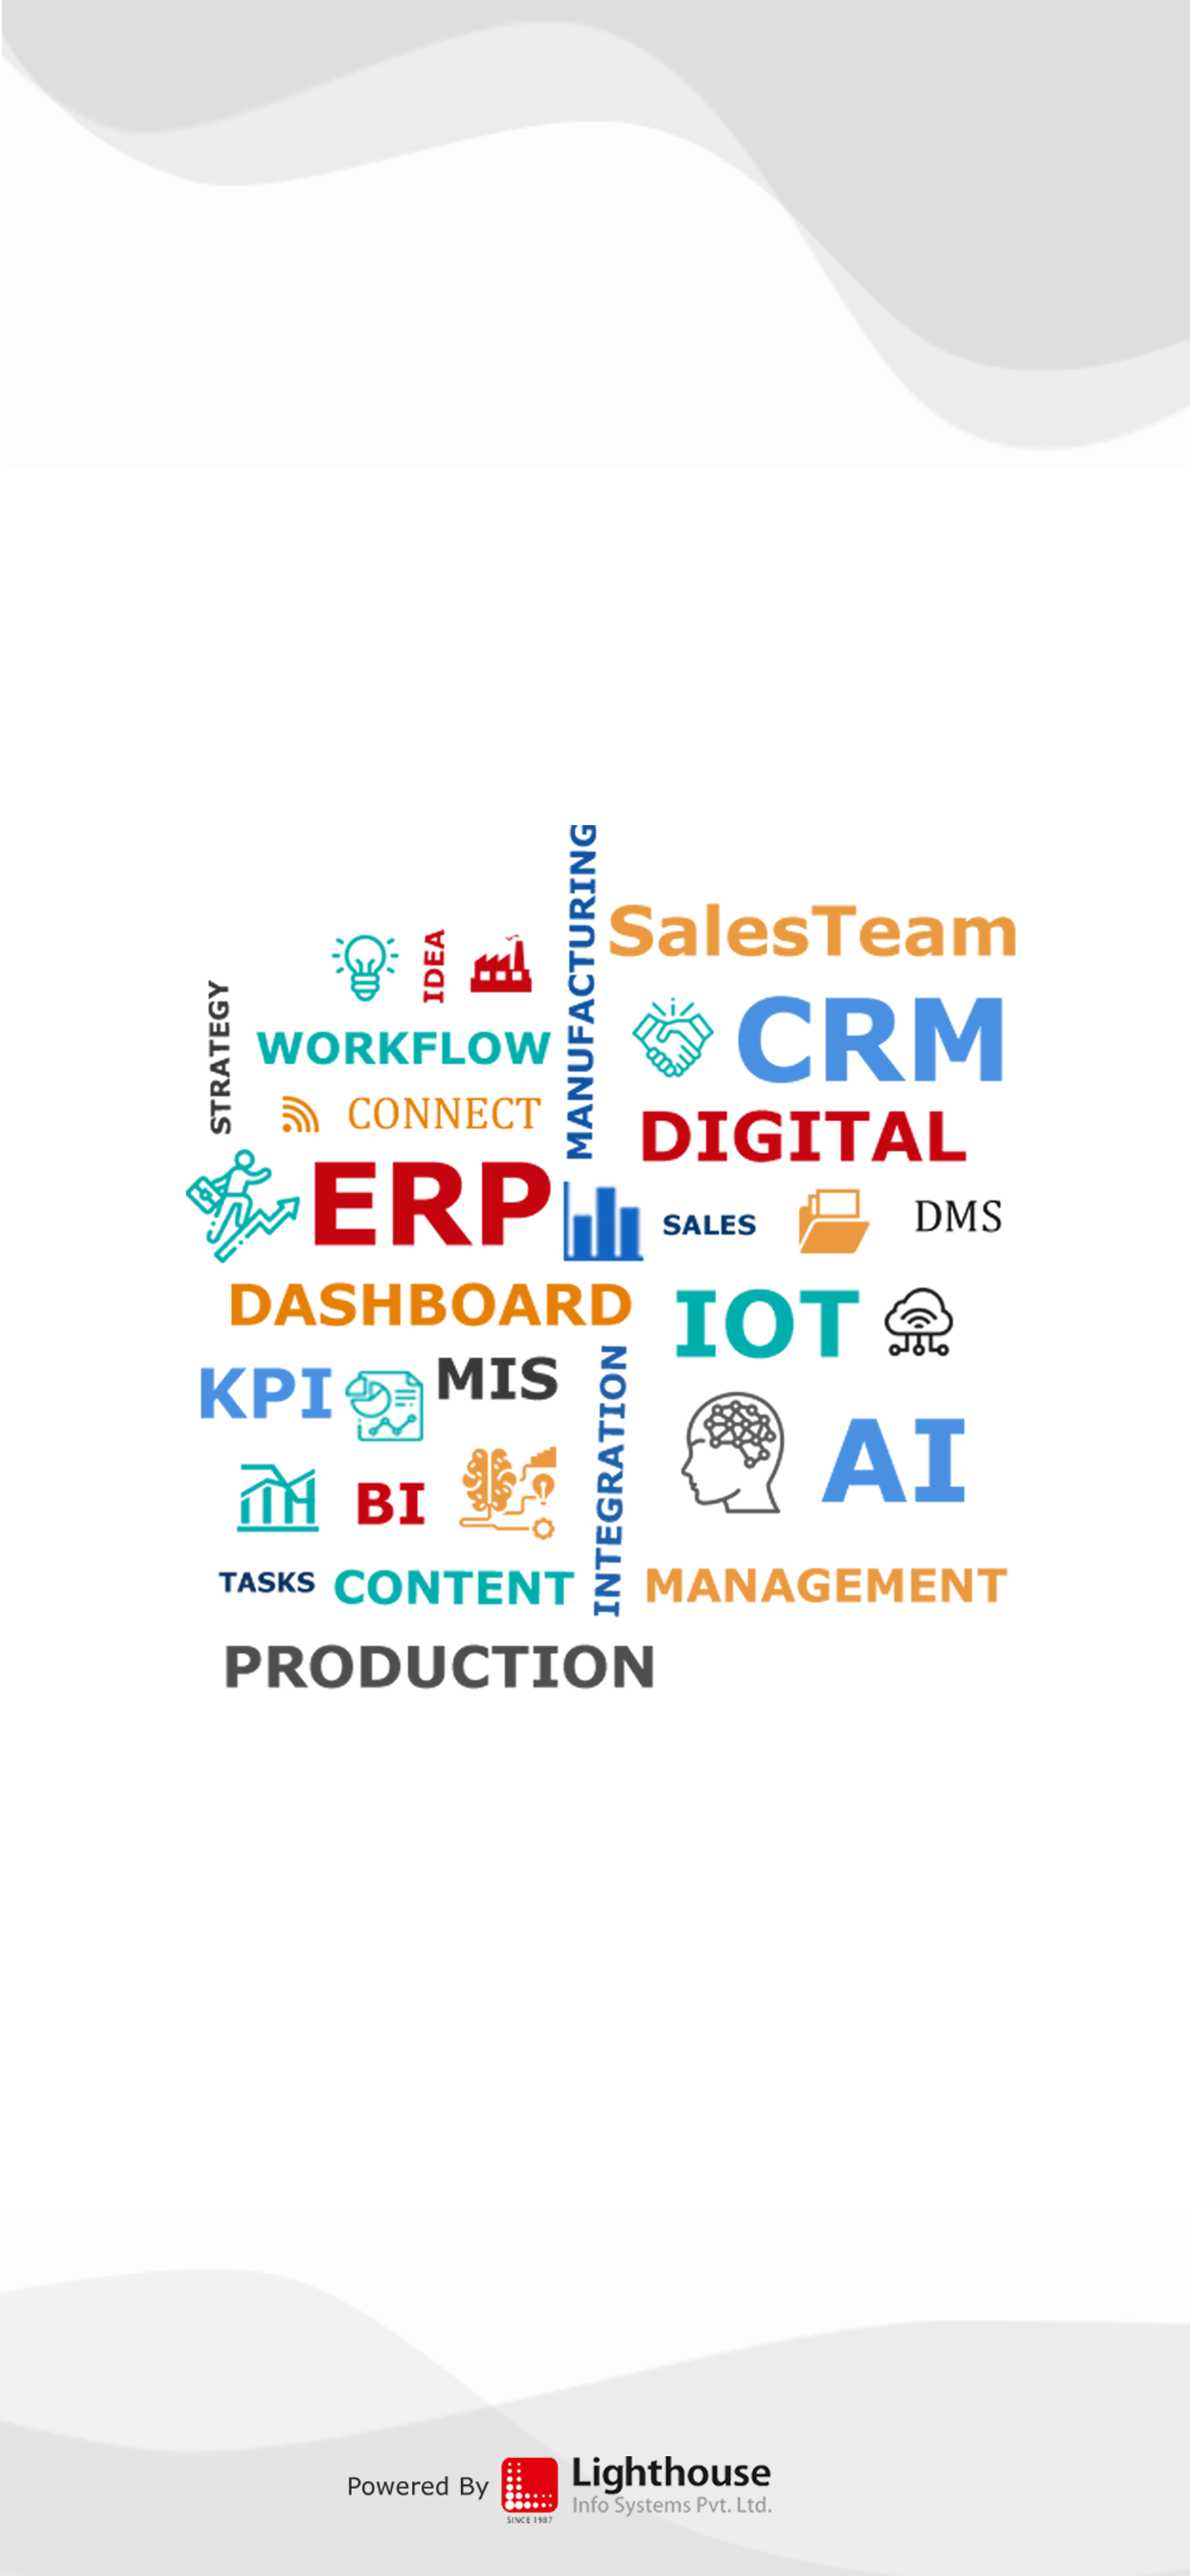 MANUFACTURING
SalesTeam
IDEA
STRATEGY
WORKFLOW
CRM
CONNECT
DIGITAL
ERP
SALES
DMS
DASHBOARD
IOT
KPI
MIS
INTEGRATION
AI
BI
TASKS CONTENT
MANAGEMENT
PRODUCTION
Powered By
Lighthouse
Info Systems Pvt. Ltd.
SINCE 1987